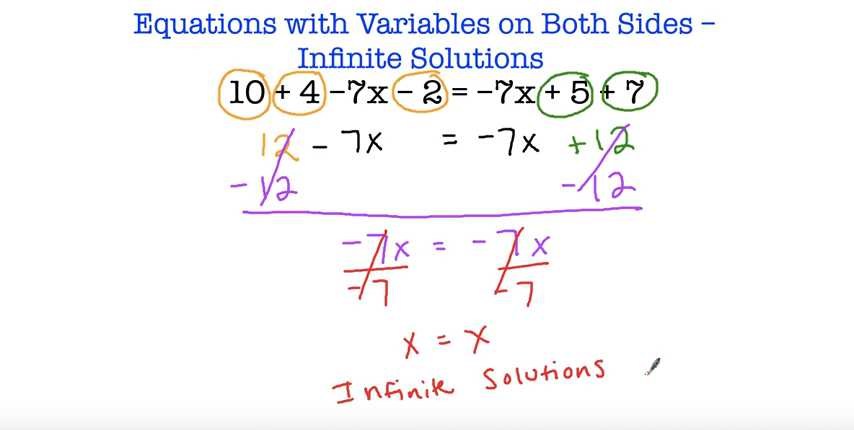 Equations with Variables on Both Sides –
Infinite Solutions
10 + 4 –7x – 2 = –7x + 5 + 7
12 – 7x = –7x +12
–12 –12
–7x = –7x
–7 –7
x = x
Infinite Solutions